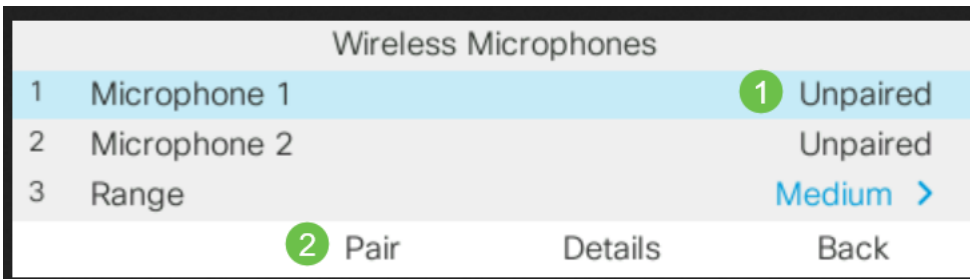 Wireless Microphones
1 Microphone 1 1 Unpaired
2 Microphone 2 Unpaired
3 Range Medium >
2 Pair Details Back